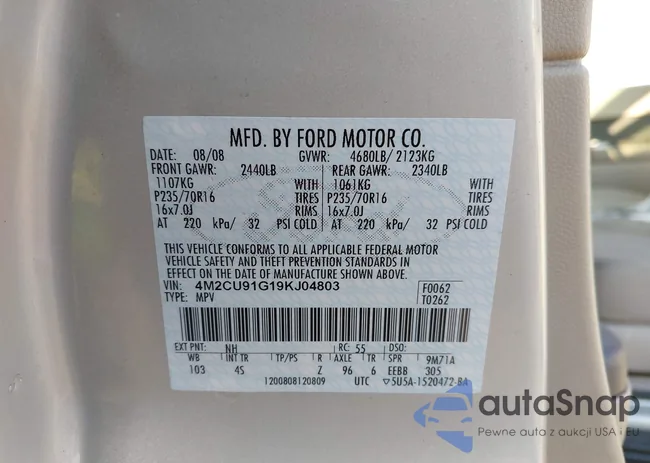 MFD. BY FORD MOTOR CO.
DATE: 08/08 GVWR: 4680LB/ 2123KG
FRONT GAWR: 2440LB REAR GAWR: 2340LB
1107KG WITH 1061KG WITH
P235/70R16 TIRES P235/70R16 TIRES
16x7.0J RIMS 16x7.0J RIMS
AT 220 kPa/ 32 PSI COLD AT 220 kPa/ 32 PSI COLD
THIS VEHICLE CONFORMS TO ALL APPLICABLE FEDERAL MOTOR
VEHICLE SAFETY AND THEFT PREVENTION STANDARDS IN
EFFECT ON THE DATE OF MANUFACTURE SHOWN ABOVE.
VIN: 4M2CU91G19KJ04803 F0062
TYPE: MPV T0262
EXT PNT: NH RC: 55 DSO:
WB INT TR TP/PS R AXLE TR SPR 9M71A
103 4S Z 96 6 EEBB 305
1200808120809 UTC ▽5U5A-1520472-BA
autoSnap
Pewne auta z aukcji USA i EU